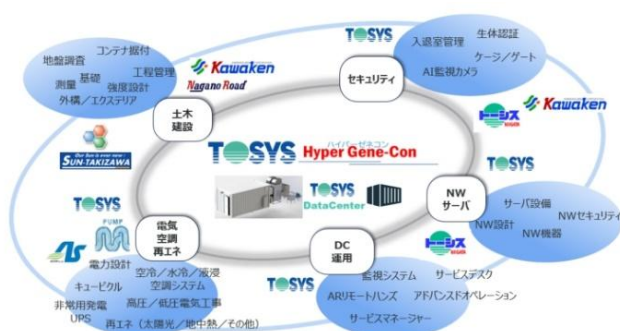 コンテナ据付
地盤調査
基礎
工程管理
測量
強度設計
外構／エクステリア
Kawaken
NAGANO ROAD
土木
建設
SUN-TAKIZAWA
TOSYS
セキュリティ
入退室管理
生体認証
ケージ／ゲート
AI監視カメラ
トーシス
Kawaken
TOSYS
ハイパーゼネコン
TOSYS Hyper Gene-Con
TOSYS
DataCenter
NW
サーバ
サーバ設備
NWセキュリティ
NW設計
NW機器
トーシス
TOSYS
PUMP
電気
空調
再エネ
電力設計
空冷／水冷／液浸
キュービクル
空調システム
非常用発電
高圧／低圧電気工事
UPS
再エネ（太陽光／地中熱／その他）
DC
運用
TOSYS
監視システム
サービスデスク
ARリモートハンズ
アドバンスドオペレーション
サービスマネージャー